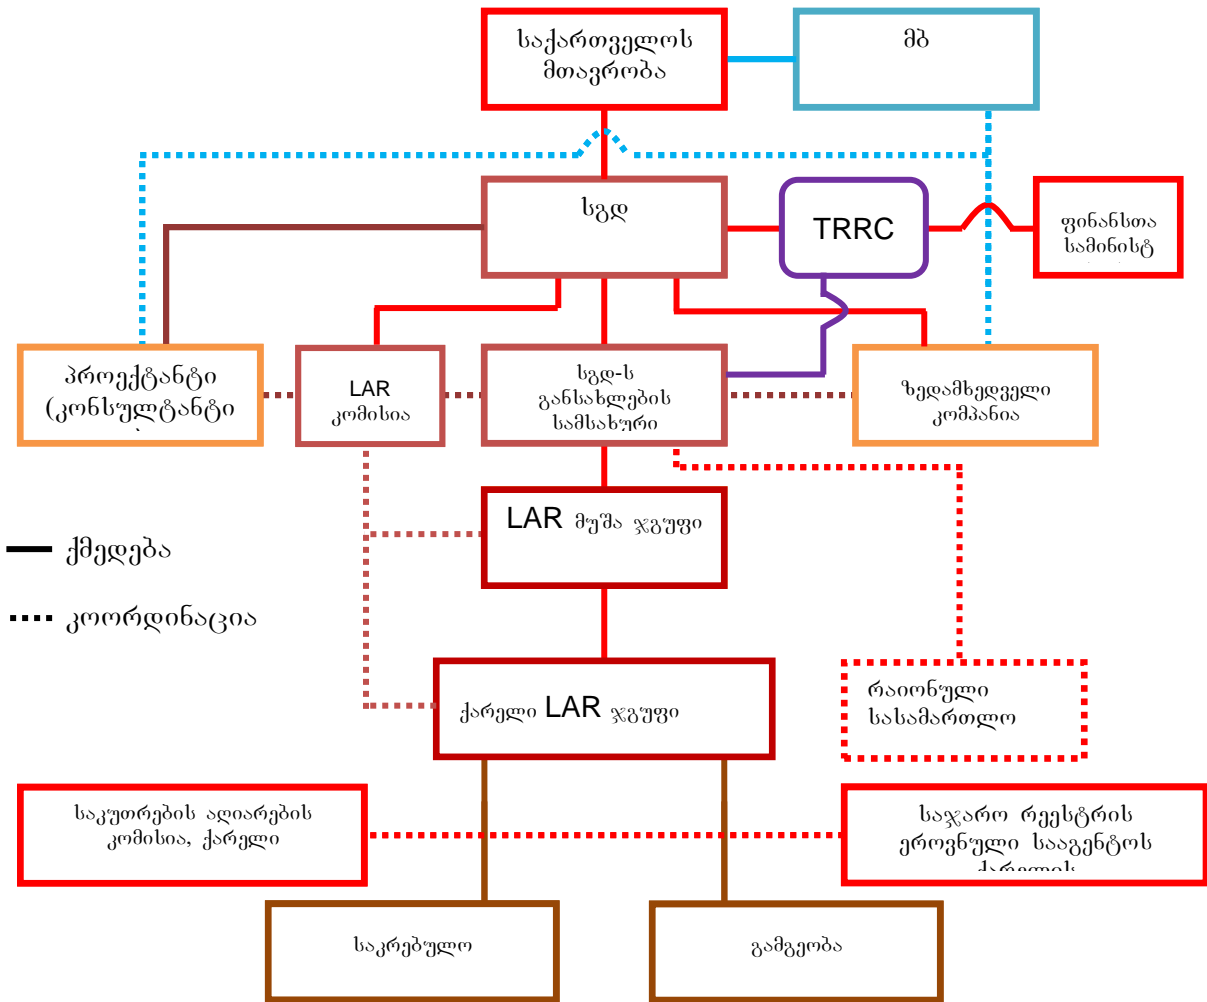 საქართველოს
მთავრობა
მბ
სგდ
TRRC
ფინანსთა
სამინისტ
პროექტანტი
(კონსულტანტი
LAR
კომისია
სგდ-ს
განსახლების
სამსახური
ზედამხედველი
კომპანია
LAR მუშა ჯგუფი
ქმედება
კოორდინაცია
ქარელი LAR ჯგუფი
რაიონული
სასამართლო
საკუთრების აღიარების
კომისია, ქარელი
საჯარო რეესტრის
ეროვნული სააგენტოს
ქარელის
საკრებულო
გამგეობა